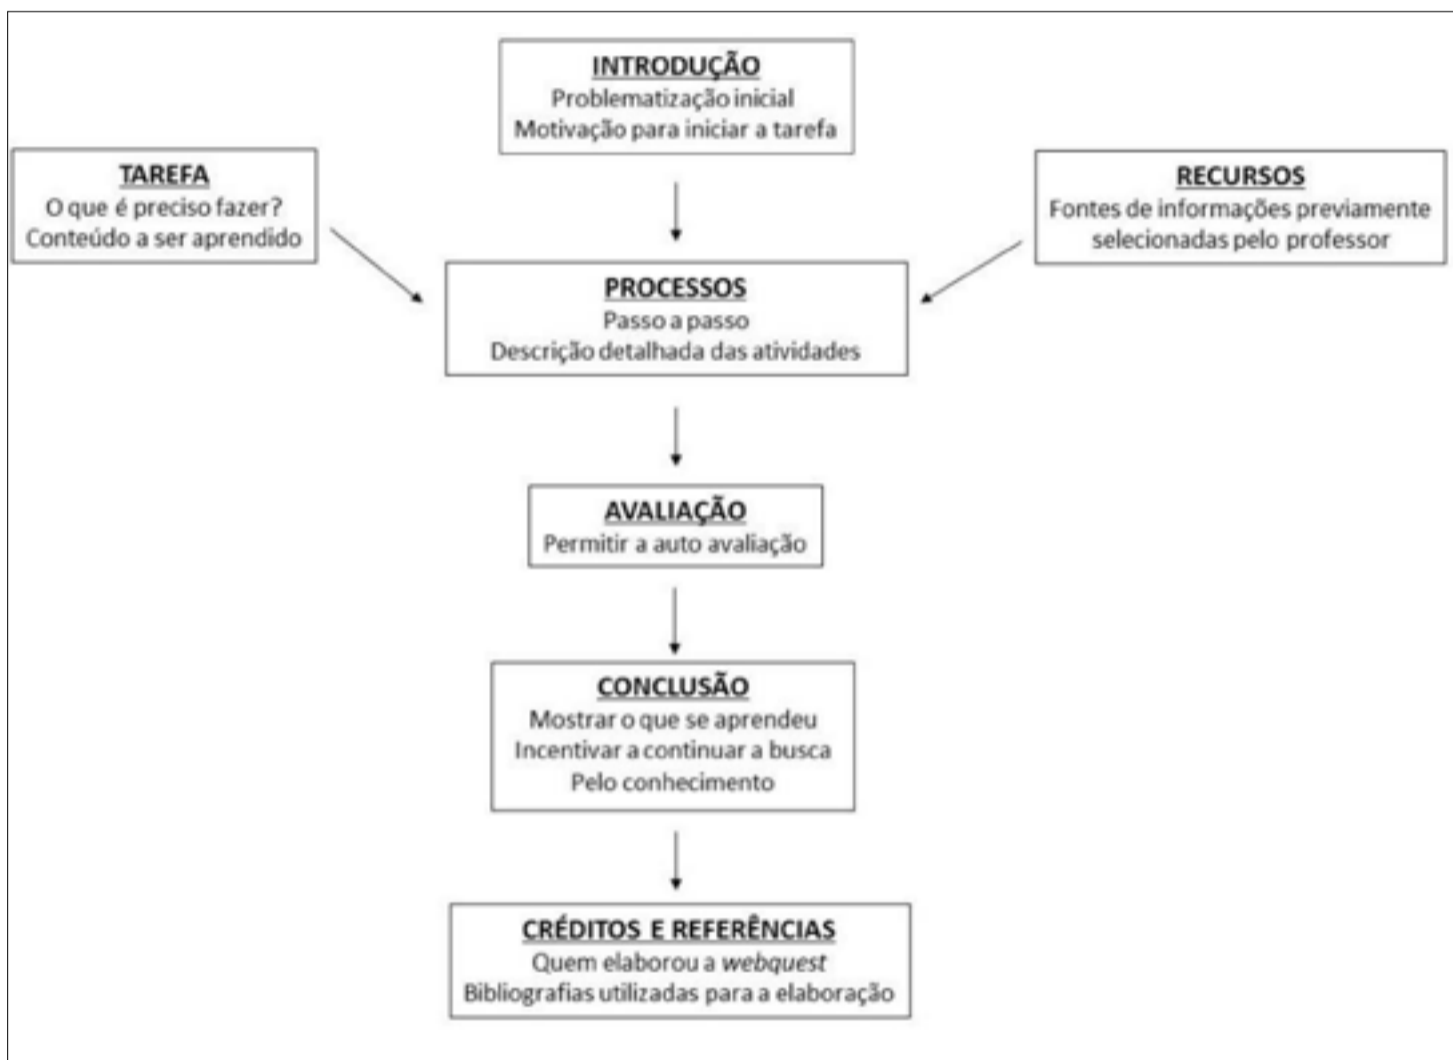 INTRODUÇÃO
Problematização inicial
Motivação para iniciar a tarefa
TAREFA
O que é preciso fazer?
Conteúdo a ser aprendido
RECURSOS
Fontes de informações previamente
selecionadas pelo professor
PROCESSOS
Passo a passo
Descrição detalhada das atividades
AVALIAÇÃO
Permitir a auto avaliação
CONCLUSÃO
Mostrar o que se aprendeu
Incentivar a continuar a busca
Pelo conhecimento
CRÉDITOS E REFERÊNCIAS
Quem elaborou a webquest
Bibliografias utilizadas para a elaboração